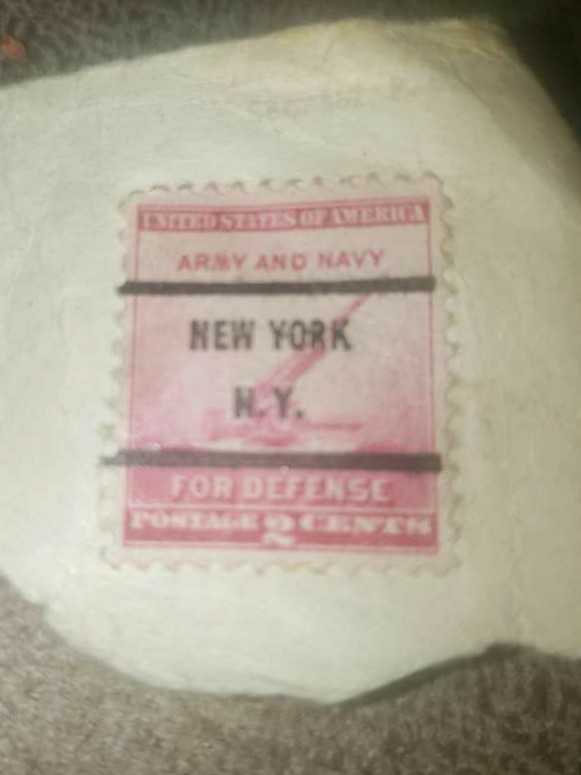 UNITED STATES OF AMERICA
ARMY AND NAVY
NEW YORK
N.Y.
FOR DEFENSE
POSTAGE 2 CENTS